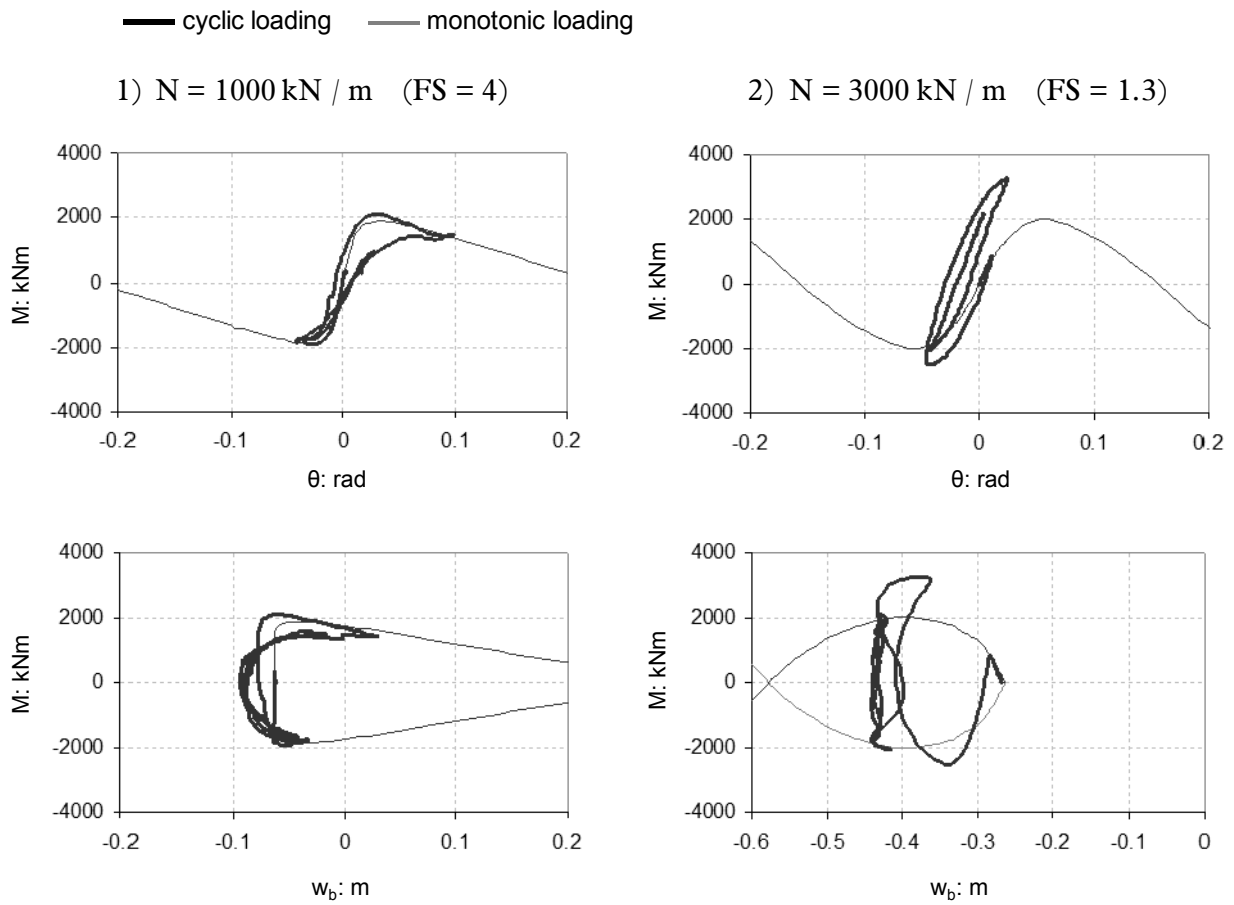 cyclic loading   monotonic loading
1) N = 1000 kN / m (FS = 4)
2) N = 3000 kN / m (FS = 1.3)
4000
2000
0
-2000
-4000
M: kNm
-0.2 -0.1 0 0.1 0.2
θ: rad
4000
2000
0
-2000
-4000
M: kNm
-0.2 -0.1 0 0.1 0.2
θ: rad
4000
2000
0
-2000
-4000
M: kNm
-0.2 -0.1 0 0.1 0.2
w_b: m
4000
2000
0
-2000
-4000
M: kNm
-0.6 -0.5 -0.4 -0.3 -0.2 -0.1 0
w_b: m